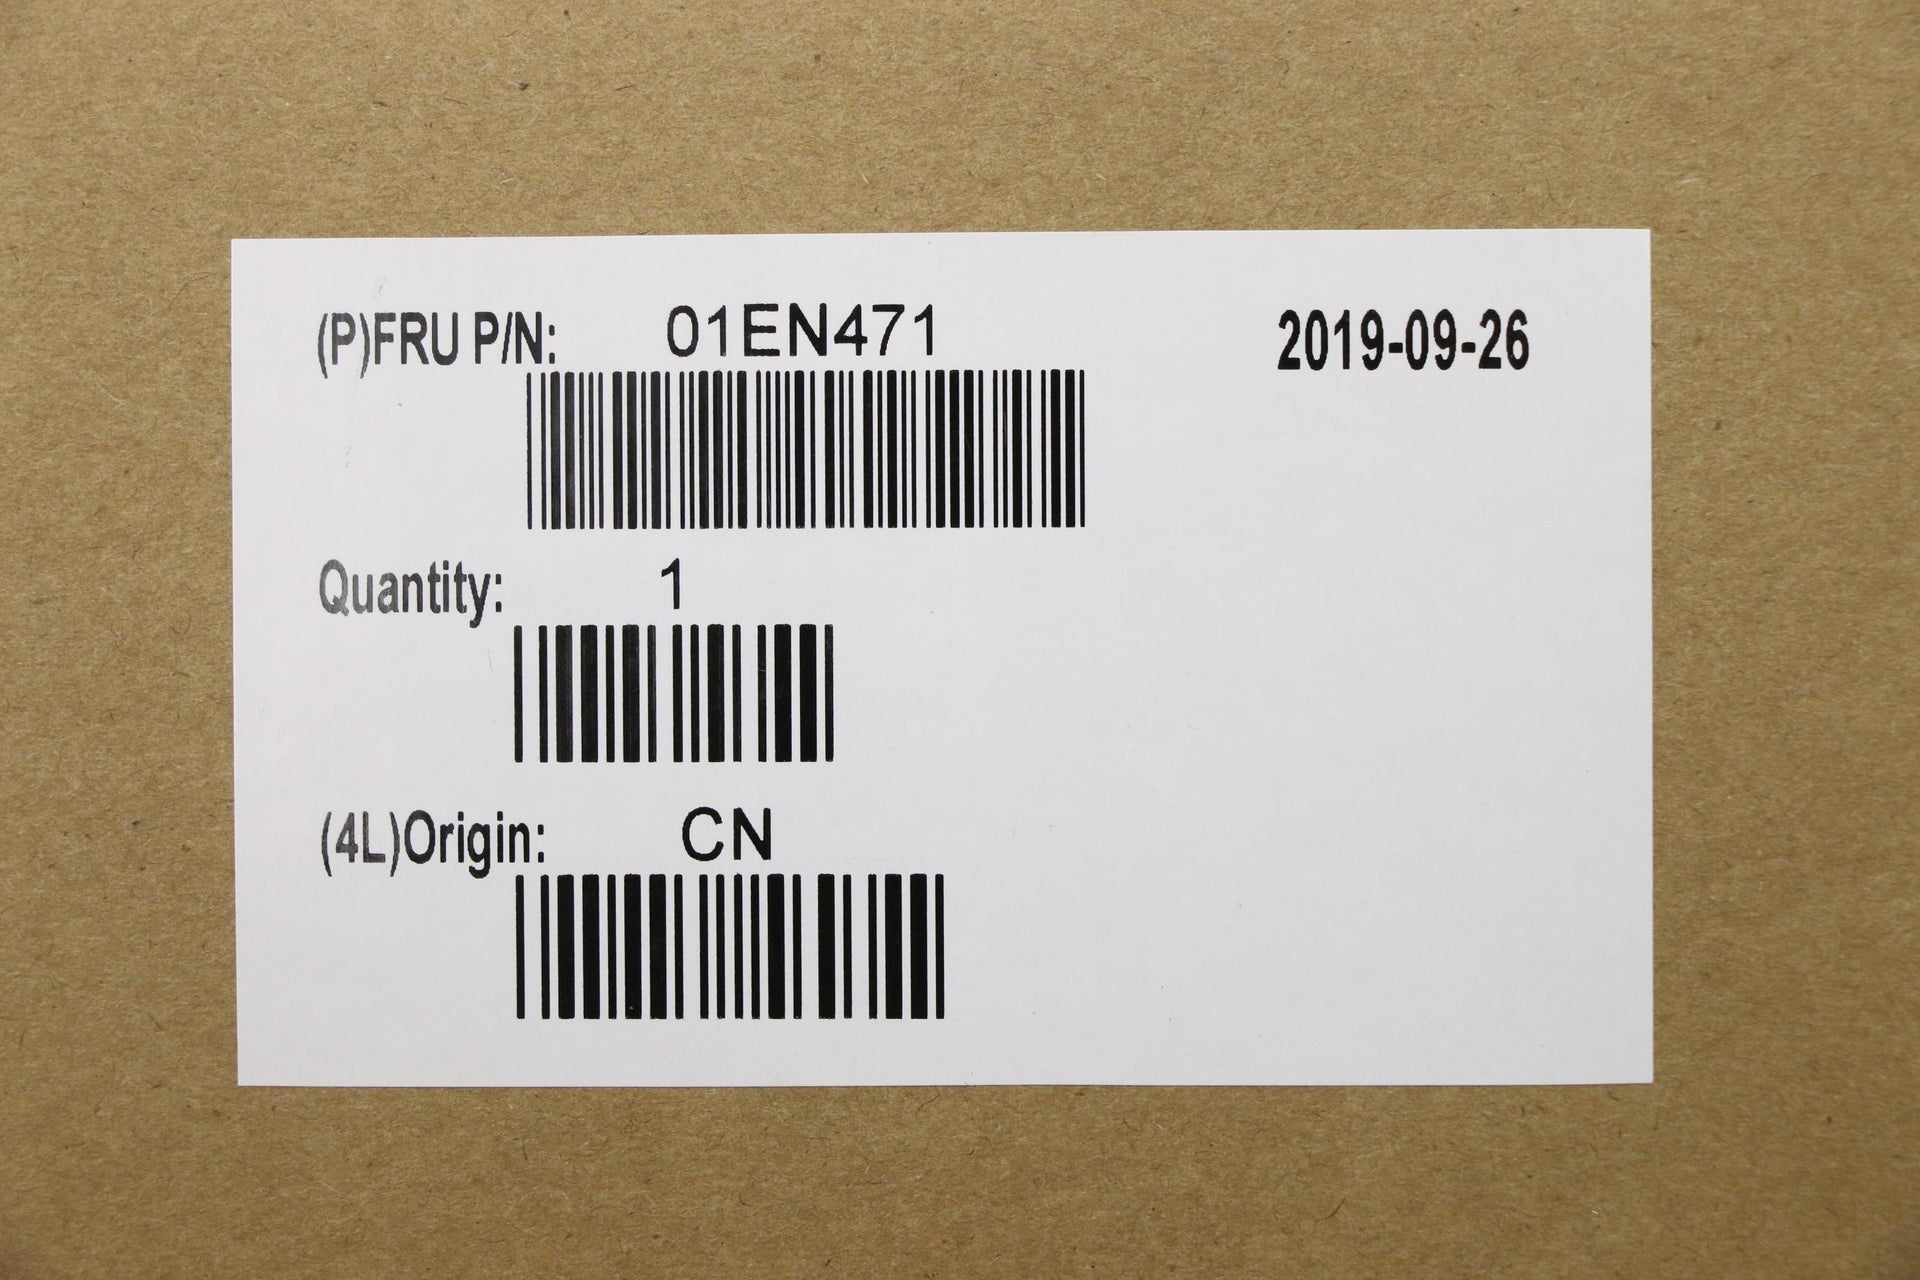 (P)FRU P/N: 01EN471 2019-09-26
Quantity: 1
(4L)Origin: CN